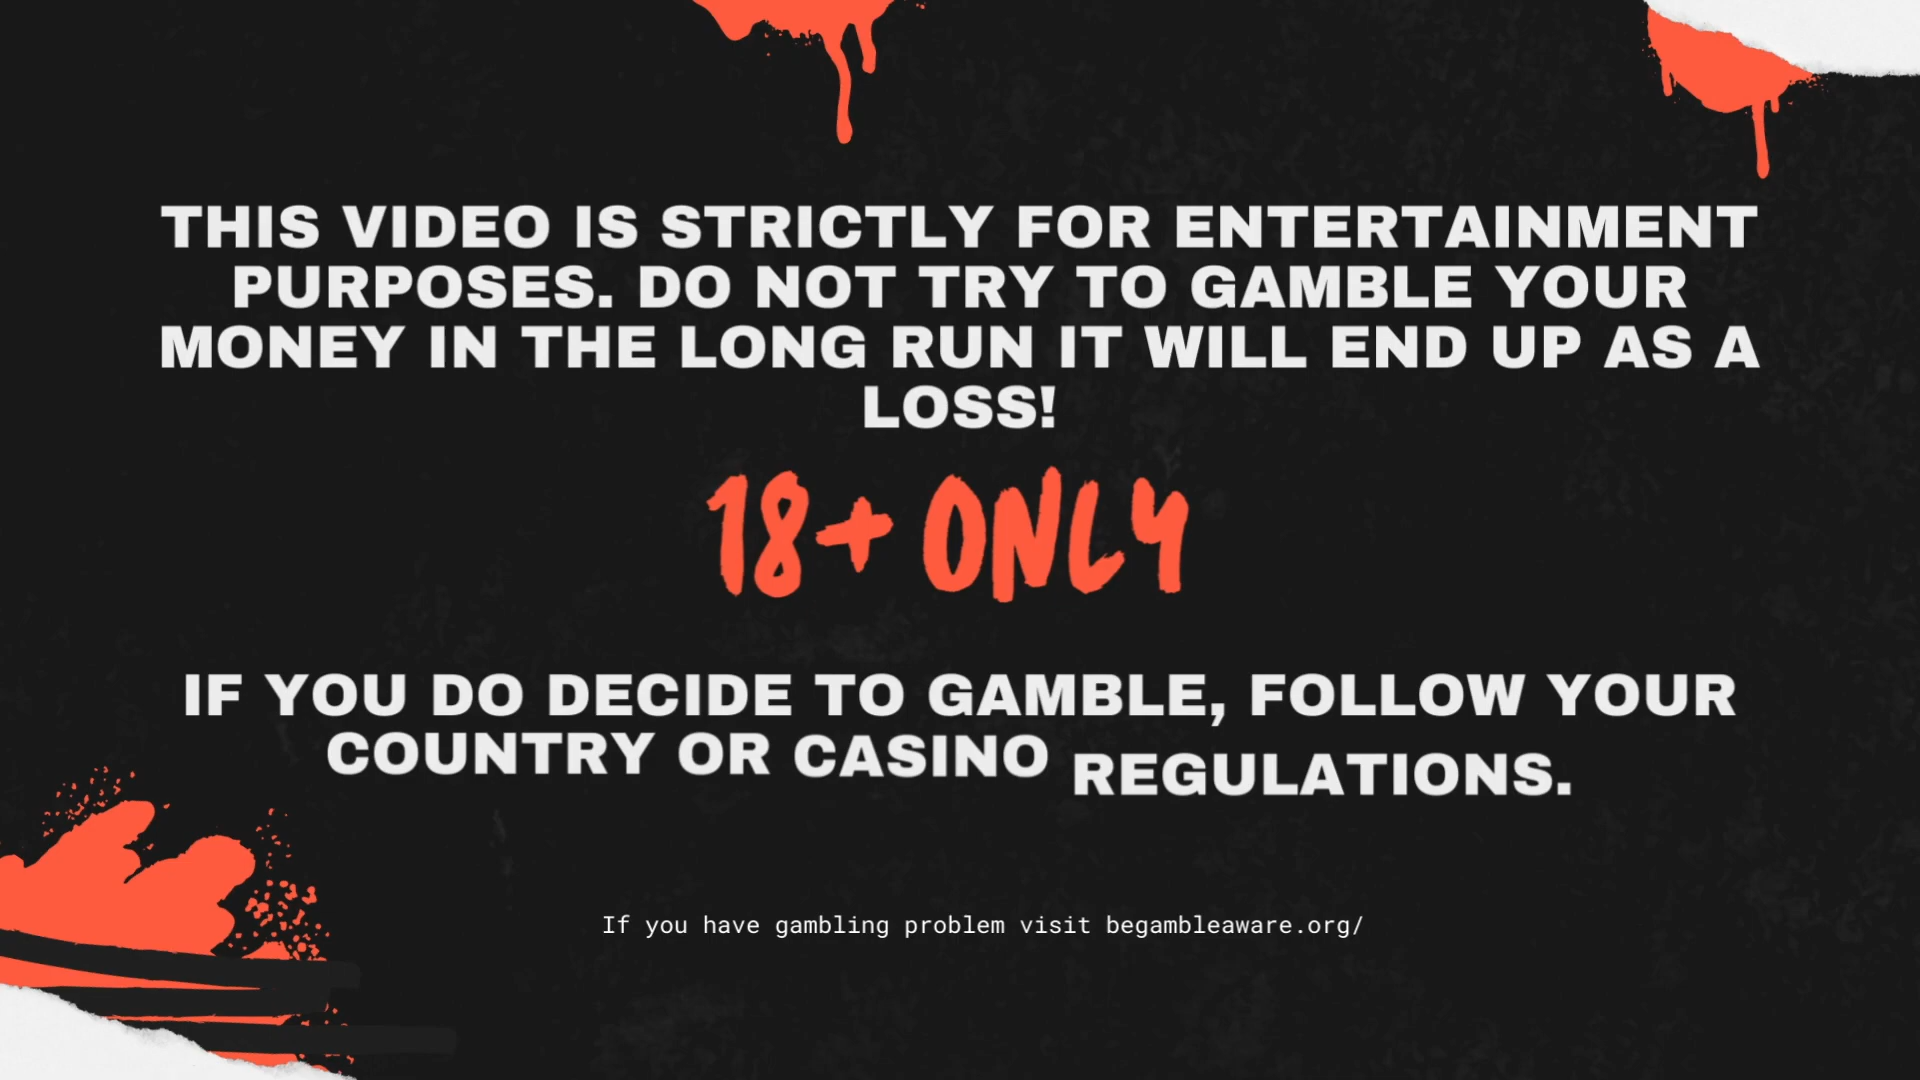 THIS VIDEO IS STRICTLY FOR ENTERTAINMENT
PURPOSES. DO NOT TRY TO GAMBLE YOUR
MONEY IN THE LONG RUN IT WILL END UP AS A
LOSS!
18+ ONLY
IF YOU DO DECIDE TO GAMBLE, FOLLOW YOUR
COUNTRY OR CASINO REGULATIONS.
If you have gambling problem visit begambleaware.org/